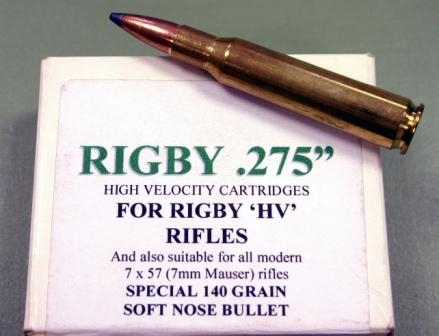 RIGBY .275”
HIGH VELOCITY CARTRIDGES
FOR RIGBY ‘HV’
RIFLES
And also suitable for all modern
7 x 57 (7mm Mauser) rifles
SPECIAL 140 GRAIN
SOFT NOSE BULLET